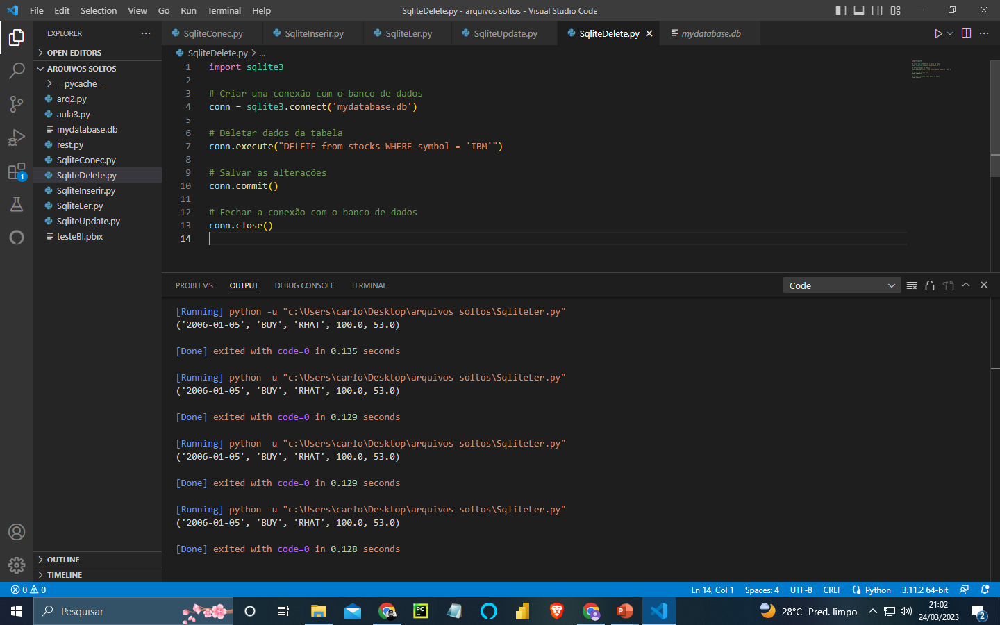 File Edit Selection View Go Run Terminal Help
SqliteDelete.py - arquivos soltos - Visual Studio Code
EXPLORER
OPEN EDITORS
ARQUIVOS SOLTOS
__pycache__
arq2.py
aula3.py
mydatabase.db
rest.py
SqliteConec.py
SqliteDelete.py
SqliteInserir.py
SqliteLer.py
SqliteUpdate.py
testeBI.pbix
OUTLINE
TIMELINE
1
SqliteConec.py SqliteInserir.py SqliteLer.py SqliteUpdate.py SqliteDelete.py mydatabase.db
SqliteDelete.py > ...
1 import sqlite3
2
3 # Criar uma conexão com o banco de dados
4 conn = sqlite3.connect('mydatabase.db')
5
6 # Deletar dados da tabela
7 conn.execute("DELETE from stocks WHERE symbol = 'IBM'")
8
9 # Salvar as alterações
10 conn.commit()
11
12 # Fechar a conexão com o banco de dados
13 conn.close()
14
PROBLEMS OUTPUT DEBUG CONSOLE TERMINAL
Code
[Running] python -u "c:\Users\carlo\Desktop\arquivos soltos\SqliteLer.py"
('2006-01-05', 'BUY', 'RHAT', 100.0, 53.0)
[Done] exited with code=0 in 0.135 seconds
[Running] python -u "c:\Users\carlo\Desktop\arquivos soltos\SqliteLer.py"
('2006-01-05', 'BUY', 'RHAT', 100.0, 53.0)
[Done] exited with code=0 in 0.129 seconds
[Running] python -u "c:\Users\carlo\Desktop\arquivos soltos\SqliteLer.py"
('2006-01-05', 'BUY', 'RHAT', 100.0, 53.0)
[Done] exited with code=0 in 0.129 seconds
[Running] python -u "c:\Users\carlo\Desktop\arquivos soltos\SqliteLer.py"
('2006-01-05', 'BUY', 'RHAT', 100.0, 53.0)
[Done] exited with code=0 in 0.128 seconds
0 0
Ln 14, Col 1 Spaces: 4 UTF-8 CRLF Python 3.11.2 64-bit
Pesquisar
PC
28°C Pred. limpo
21:02
24/03/2023
2